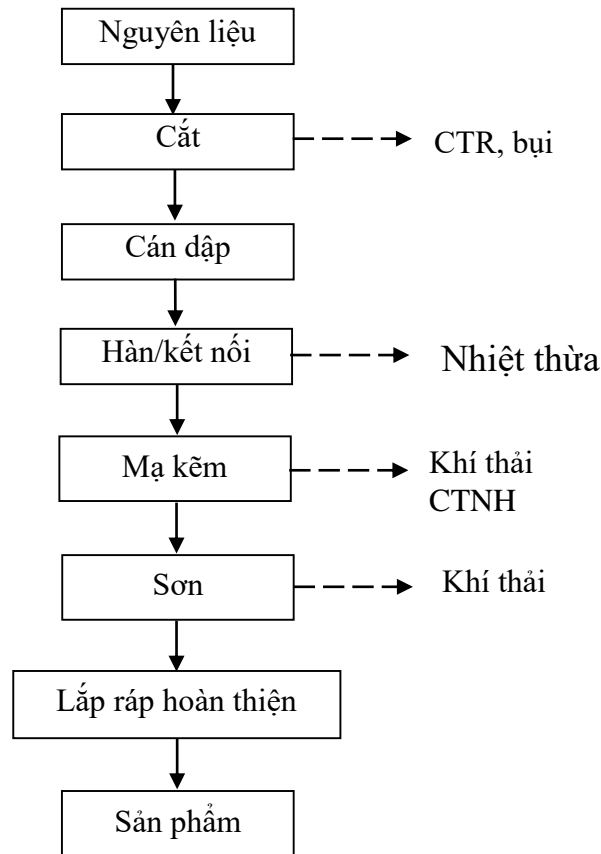 Nguyên liệu
Cắt
CTR, bụi
Cán dập
Hàn/kết nối
Nhiệt thừa
Mạ kẽm
Khí thải
CTNH
Sơn
Khí thải
Lắp ráp hoàn thiện
Sản phẩm